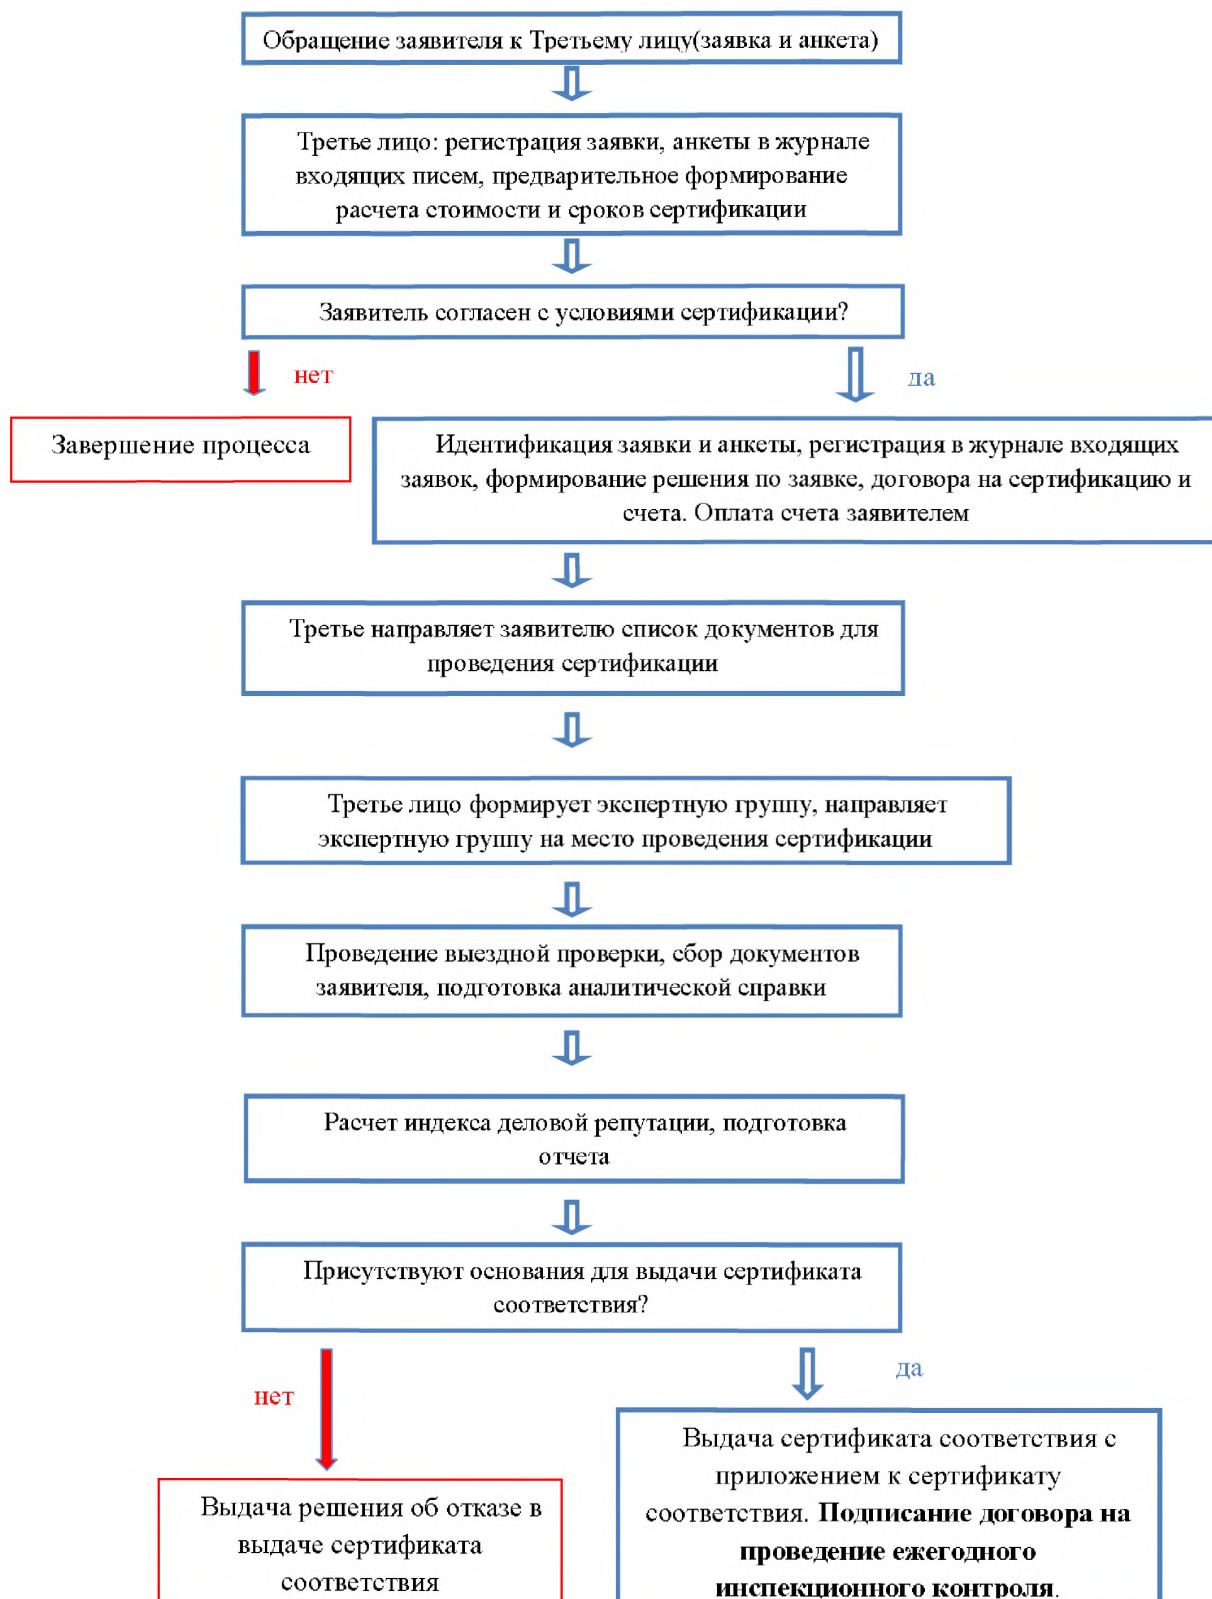 Обращение заявителя к Третьему лицу(заявка и анкета)
Третье лицо: регистрация заявки, анкеты в журнале
входящих писем, предварительное формирование
расчета стоимости и сроков сертификации
Заявитель согласен с условиями сертификации?
нет
да
Завершение процесса
Идентификация заявки и анкеты, регистрация в журнале входящих
заявок, формирование решения по заявке, договора на сертификацию и
счета. Оплата счета заявителем
Третье направляет заявителю список документов для
проведения сертификации
Третье лицо формирует экспертную группу, направляет
экспертную группу на место проведения сертификации
Проведение выездной проверки, сбор документов
заявителя, подготовка аналитической справки
Расчет индекса деловой репутации, подготовка
отчета
Присутствуют основания для выдачи сертификата
соответствия?
нет
да
Выдача решения об отказе в
выдаче сертификата
соответствия
Выдача сертификата соответствия с
приложением к сертификату
соответствия. Подписание договора на
проведение ежегодного
инспекционного контроля.